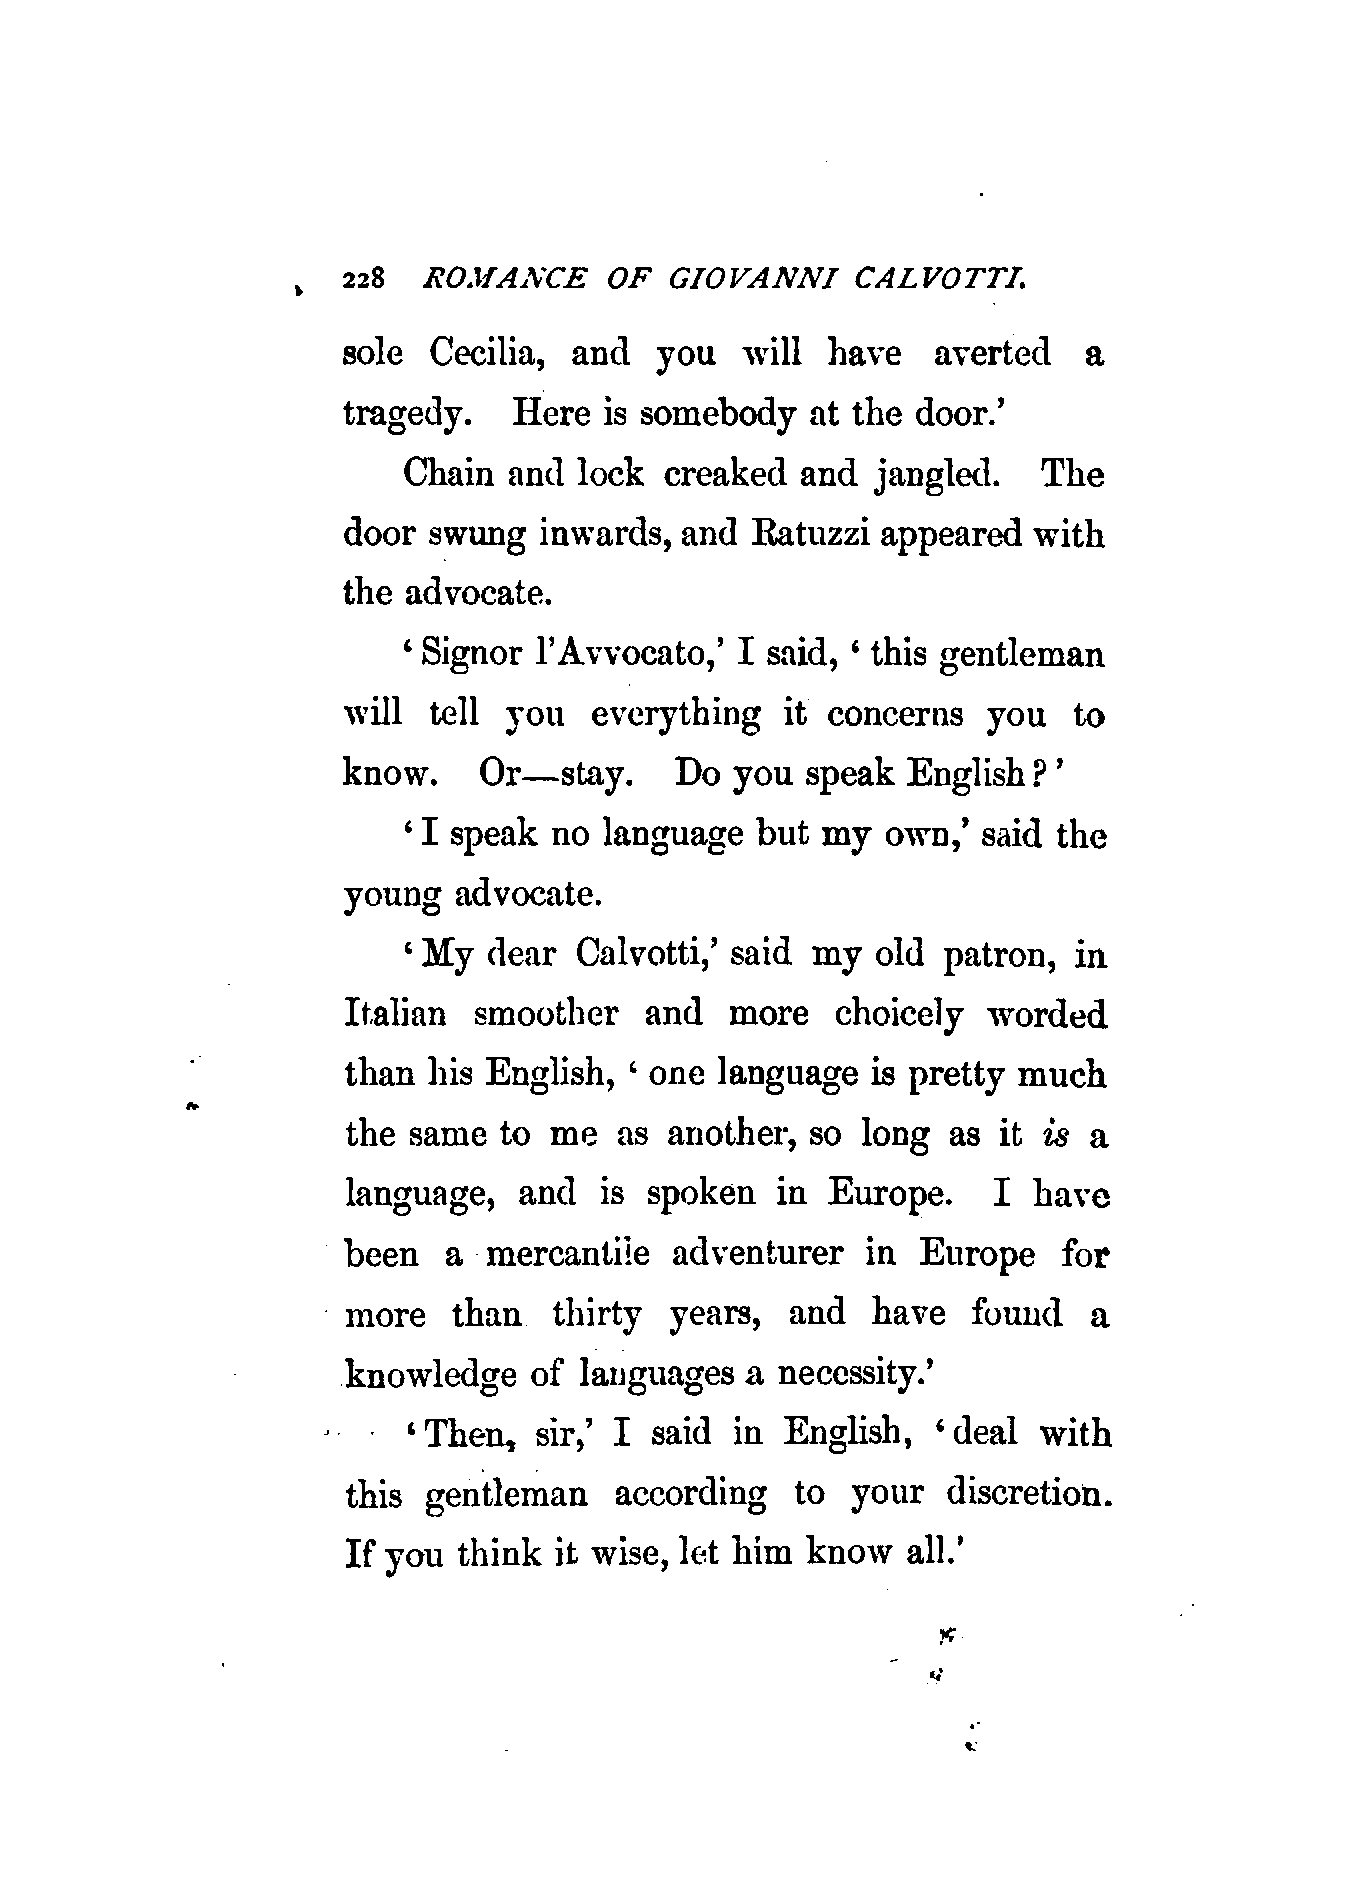 228 ROMANCE OF GIOVANNI CALVOTTI.
sole Cecilia, and you will have averted a
tragedy. Here is somebody at the door.’
Chain and lock creaked and jangled. The
door swung inwards, and Ratuzzi appeared with
the advocate.
‘ Signor l’Avvocato,’ I said, ‘ this gentleman
will tell you everything it concerns you to
know. Or—stay. Do you speak English ? ’
‘ I speak no language but my own,’ said the
young advocate.
‘ My dear Calvotti,’ said my old patron, in
Italian smoother and more choicely worded
than his English, ‘ one language is pretty much
the same to me as another, so long as it is a
language, and is spoken in Europe. I have
been a mercantile adventurer in Europe for
more than thirty years, and have found a
knowledge of languages a necessity.’
‘ Then, sir,’ I said in English, ‘ deal with
this gentleman according to your discretion.
If you think it wise, let him know all.’